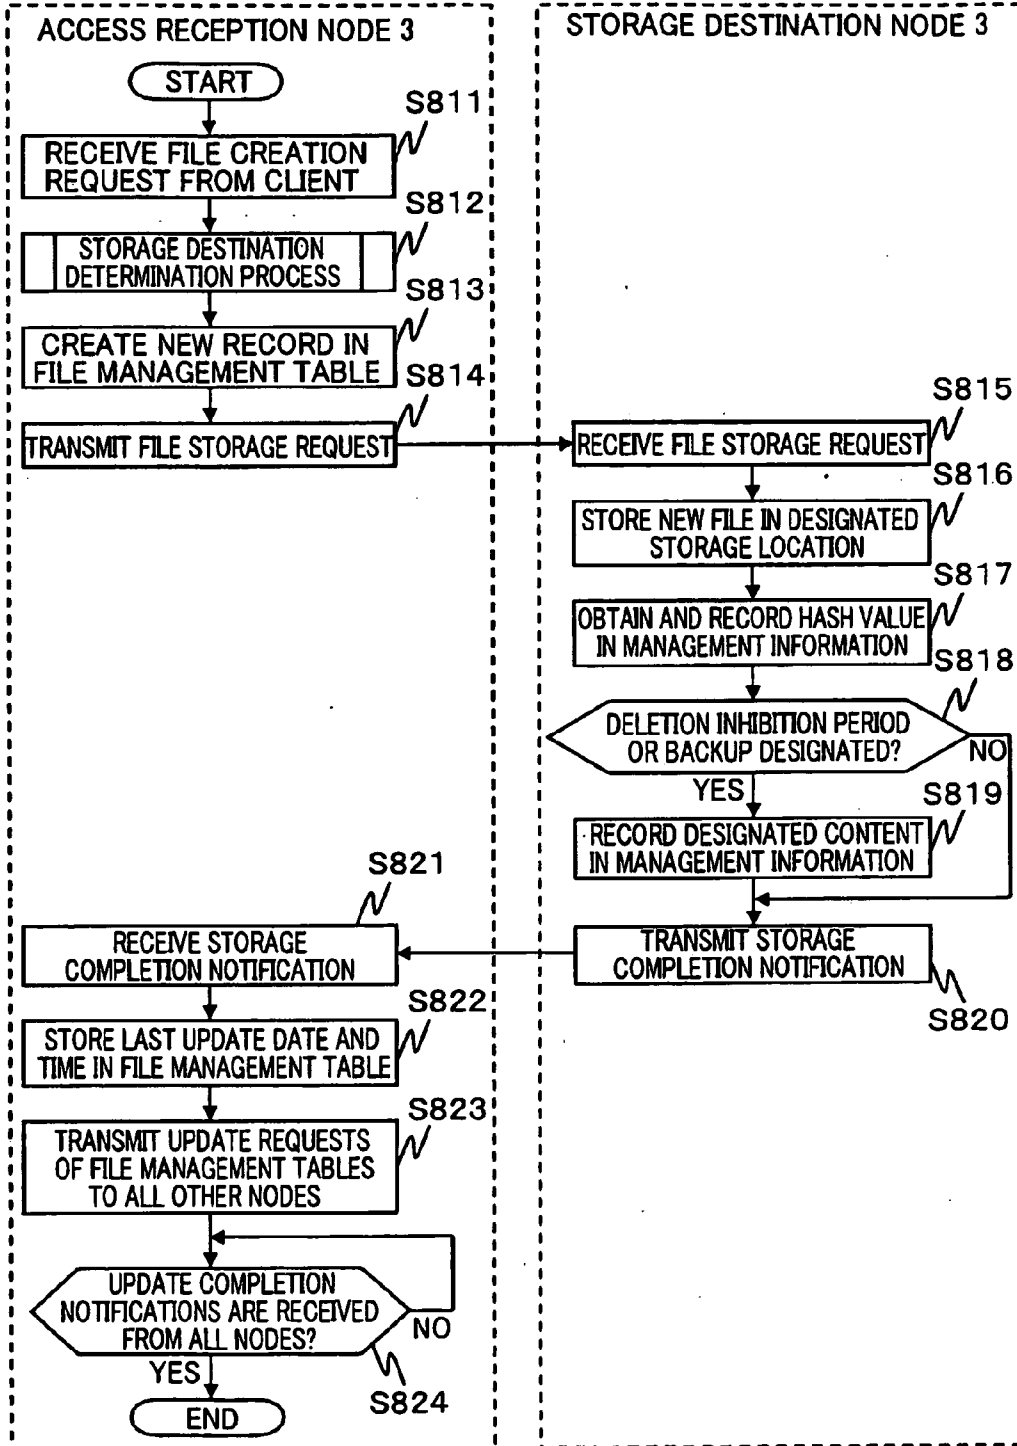 ACCESS RECEPTION NODE 3
START
S811
RECEIVE FILE CREATION
REQUEST FROM CLIENT
S812
STORAGE DESTINATION
DETERMINATION PROCESS
S813
CREATE NEW RECORD IN
FILE MANAGEMENT TABLE
S814
TRANSMIT FILE STORAGE REQUEST
STORAGE DESTINATION NODE 3
S815
RECEIVE FILE STORAGE REQUEST
S816
STORE NEW FILE IN DESIGNATED
STORAGE LOCATION
S817
OBTAIN AND RECORD HASH VALUE
IN MANAGEMENT INFORMATION
S818
DELETION INHIBITION PERIOD
OR BACKUP DESIGNATED?
NO
YES
S819
RECORD DESIGNATED CONTENT
IN MANAGEMENT INFORMATION
TRANSMIT STORAGE
COMPLETION NOTIFICATION
S820
S821
RECEIVE STORAGE
COMPLETION NOTIFICATION
S822
STORE LAST UPDATE DATE AND
TIME IN FILE MANAGEMENT TABLE
S823
TRANSMIT UPDATE REQUESTS
OF FILE MANAGEMENT TABLES
TO ALL OTHER NODES
UPDATE COMPLETION
NOTIFICATIONS ARE RECEIVED
FROM ALL NODES?
NO
YES
S824
END